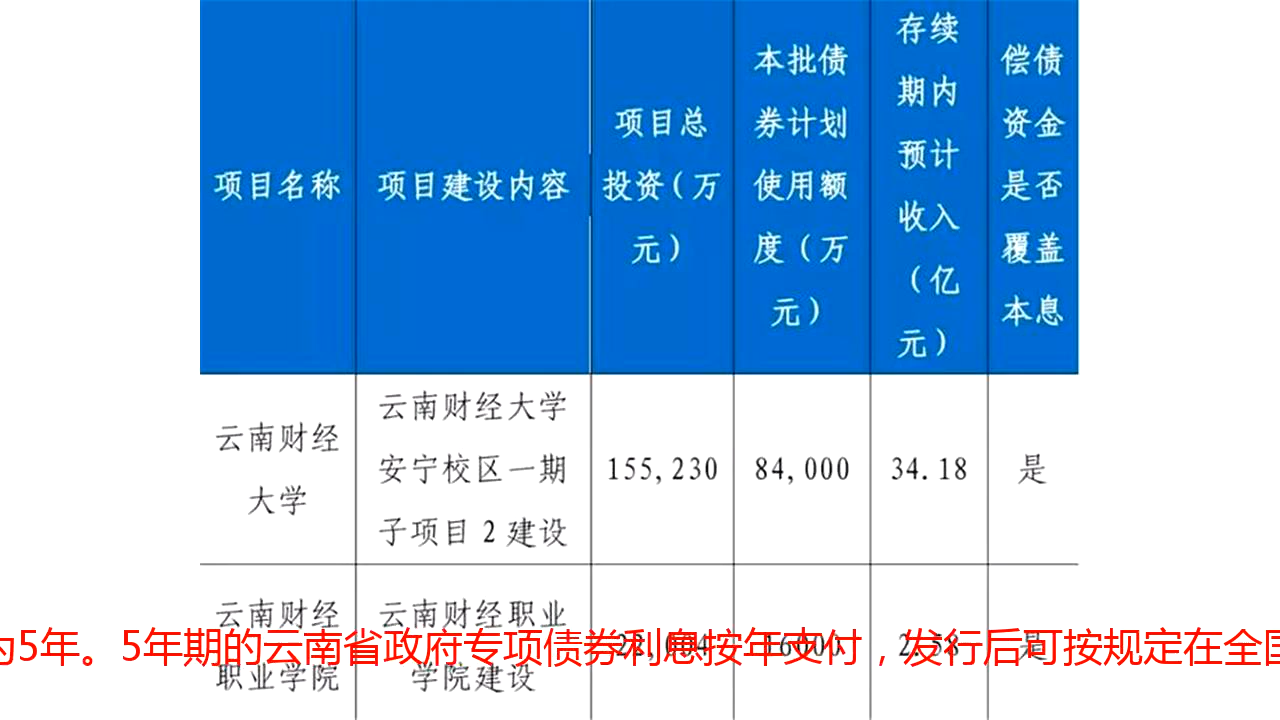 项目名称
项目建设内容
项目总
投资（万
元）
本批债
券计划
使用额
度（万
元）
存续
期内
预计
收入
（亿
元）
偿债
资金
是否
覆盖
本息
云南财经
大学
云南财经大学
安宁校区一期
子项目 2 建设
155,230
84,000
34.18
是
云南财经
职业学院
云南财经职业
学院建设
16000
2.58
是
为5年。5年期的云南省政府专项债券利息按年支付，发行后可按规定在全国